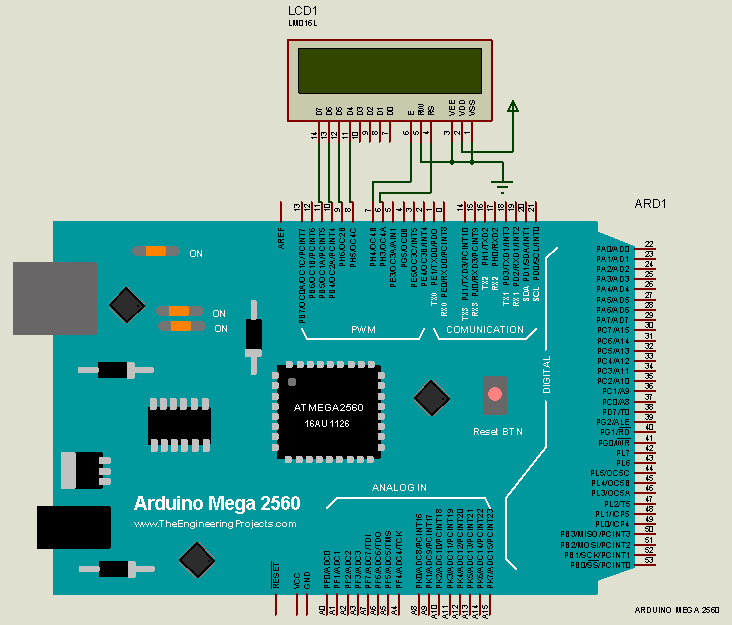 LCD1
LM016L
D7 D6 D5 D4 D3 D2 D1 D0 E RW RS VEE VDD VSS
14 13 12 11 10 9 8 7 6 5 4 3 2 1
ARD1
13 12 11 10 9 8 7 6 5 4 3 2 1 0 14 15 16 17 18 19 20 21
AREF
PB7/OC0A/OC1C/PCINT7
PB6/OC1B/PCINT6
PB5/OC1A/PCINT5
PB4/OC2A/PCINT4
PH6/OC2B
PH5/OC4C
PH4/OC4B
PH3/OC4A
PE3/OC3A/AIN1
PG5/OC0B
PE5/OC3C/INT5
PE4/OC3B/INT4
TX0 PE1/TXD0/PDO
RX0 PE0/RXD0/PCINT8
TX3 PJ1/TXD3/PCINT10
RX3 PJ0/RXD3/PCINT9
TX2 PH1/TXD2
RX2 PH0/RXD2
TX1 PD3/TXD1/INT3
RX1 PD2/RXD1/INT2
SDA PD1/SDA/INT1
SCL PD0/SCL/INT0
PWM
COMUNICATION
ON
ON
ON
ATMEGA2560
16AU 1126
Reset BTN
DIGITAL
PA0/AD0 22
PA1/AD1 23
PA2/AD2 24
PA3/AD3 25
PA4/AD4 26
PA5/AD5 27
PA6/AD6 28
PA7/AD7 29
PC7/A15 30
PC6/A14 31
PC5/A13 32
PC4/A12 33
PC3/A11 34
PC2/A10 35
PC1/A9 36
PC0/A8 37
PD7/T0 38
PG2/ALE 39
PG1/RD 40
PG0/WR 41
PL7 42
PL6 43
PL5/OC5C 44
PL4/OC5B 45
PL3/OC5A 46
PL2/T5 47
PL1/ICP5 48
PL0/ICP4 49
PB3/MISO/PCINT3 50
PB2/MOSI/PCINT2 51
PB1/SCK/PCINT1 52
PB0/SS/PCINT0 53
Arduino Mega 2560
www.TheEngineeringProjects.com
ANALOG IN
RESET
VCC
GND
PF0/ADC0
PF1/ADC1
PF2/ADC2
PF3/ADC3
PF7/ADC7/TDI
PF6/ADC6/TDO
PF5/ADC5/TMS
PF4/ADC4/TCK
PK0/ADC8/PCINT16
PK1/ADC9/PCINT17
PK2/ADC10/PCINT18
PK3/ADC11/PCINT19
PK4/ADC12/PCINT20
PK5/ADC13/PCINT21
PK6/ADC14/PCINT22
PK7/ADC15/PCINT23
A0 A1 A2 A3 A7 A6 A5 A4 A8 A9 A10 A11 A12 A13 A14 A15
ARDUINO MEGA 2560